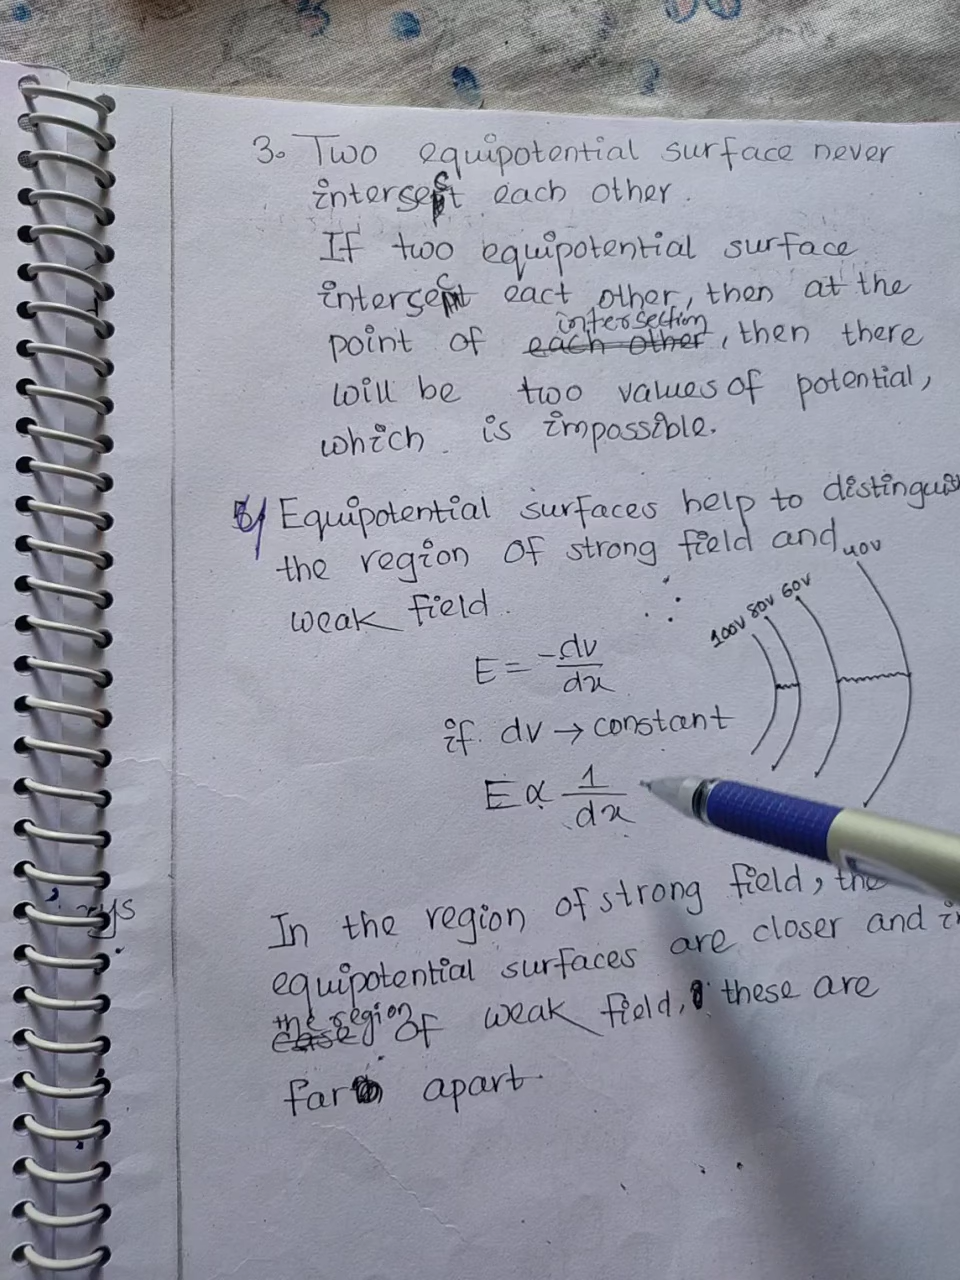 3. Two equipotential surface never
intersect each other.
If two equipotential surface
intersect eact other, then at the
intersection
point of each other, then there
will be two values of potential,
which is impossible.
Equipotential surfaces help to distinguis
the region of strong field and
weak field.
100V 80V 60V 40V
E = -dv/dx
if dv → constant
E ∝ 1/dx
ys
In the region of strong field, the
equipotential surfaces are closer and in
the region
case of weak field, these are
far apart.